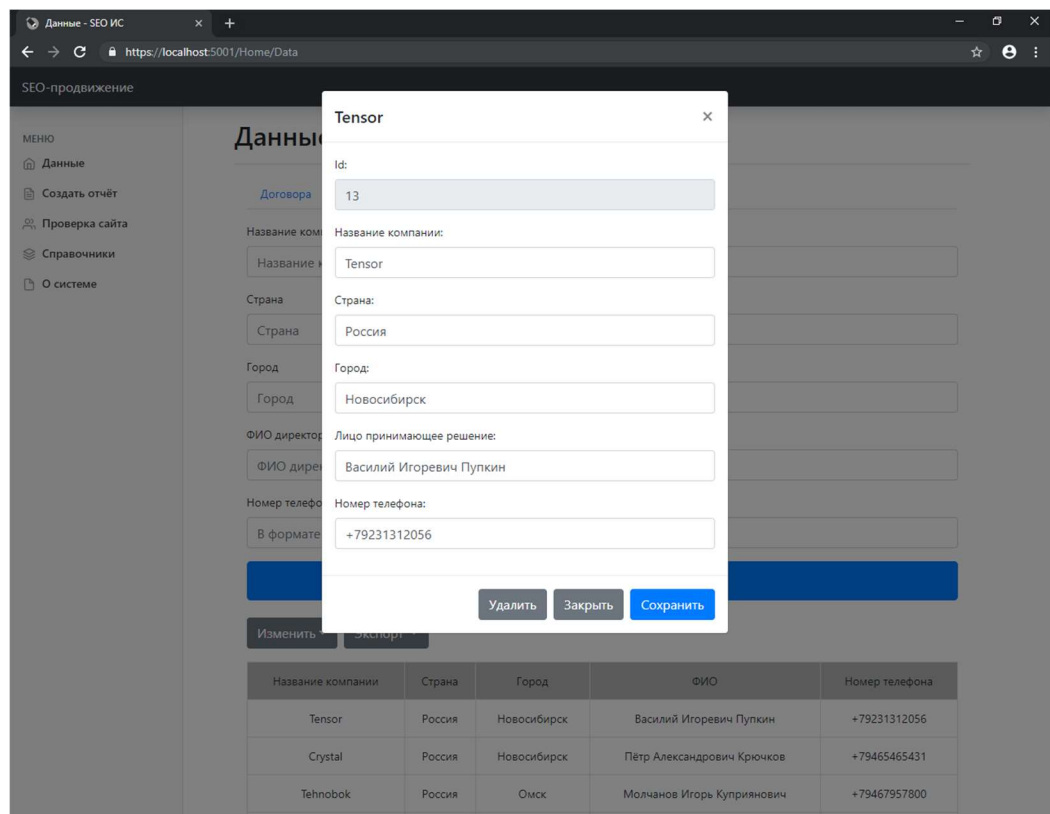 Данные - SEO ИС
https://localhost:5001/Home/Data
SEO-продвижение
МЕНЮ
Данные
Создать отчёт
Проверка сайта
Справочники
О системе
Данны
Договора
Название
Название
Страна
Страна
Город
Город
ФИО
ФИО
Номер
В формате
Tensor
×
Id:
13
Название компании:
Tensor
Страна:
Россия
Город:
Новосибирск
Лицо принимающее решение:
Василий Игоревич Пупкин
Номер телефона:
+79231312056
Удалить Закрыть Сохранить
Изменить Экспорт
Название компании Страна Город ФИО Номер телефона
Tensor Россия Новосибирск Василий Игоревич Пупкин +79231312056
Crystal Россия Новосибирск Пётр Александрович Крючков +79465465431
Tehnobok Россия Омск Молчанов Игорь Куприянович +79467957800